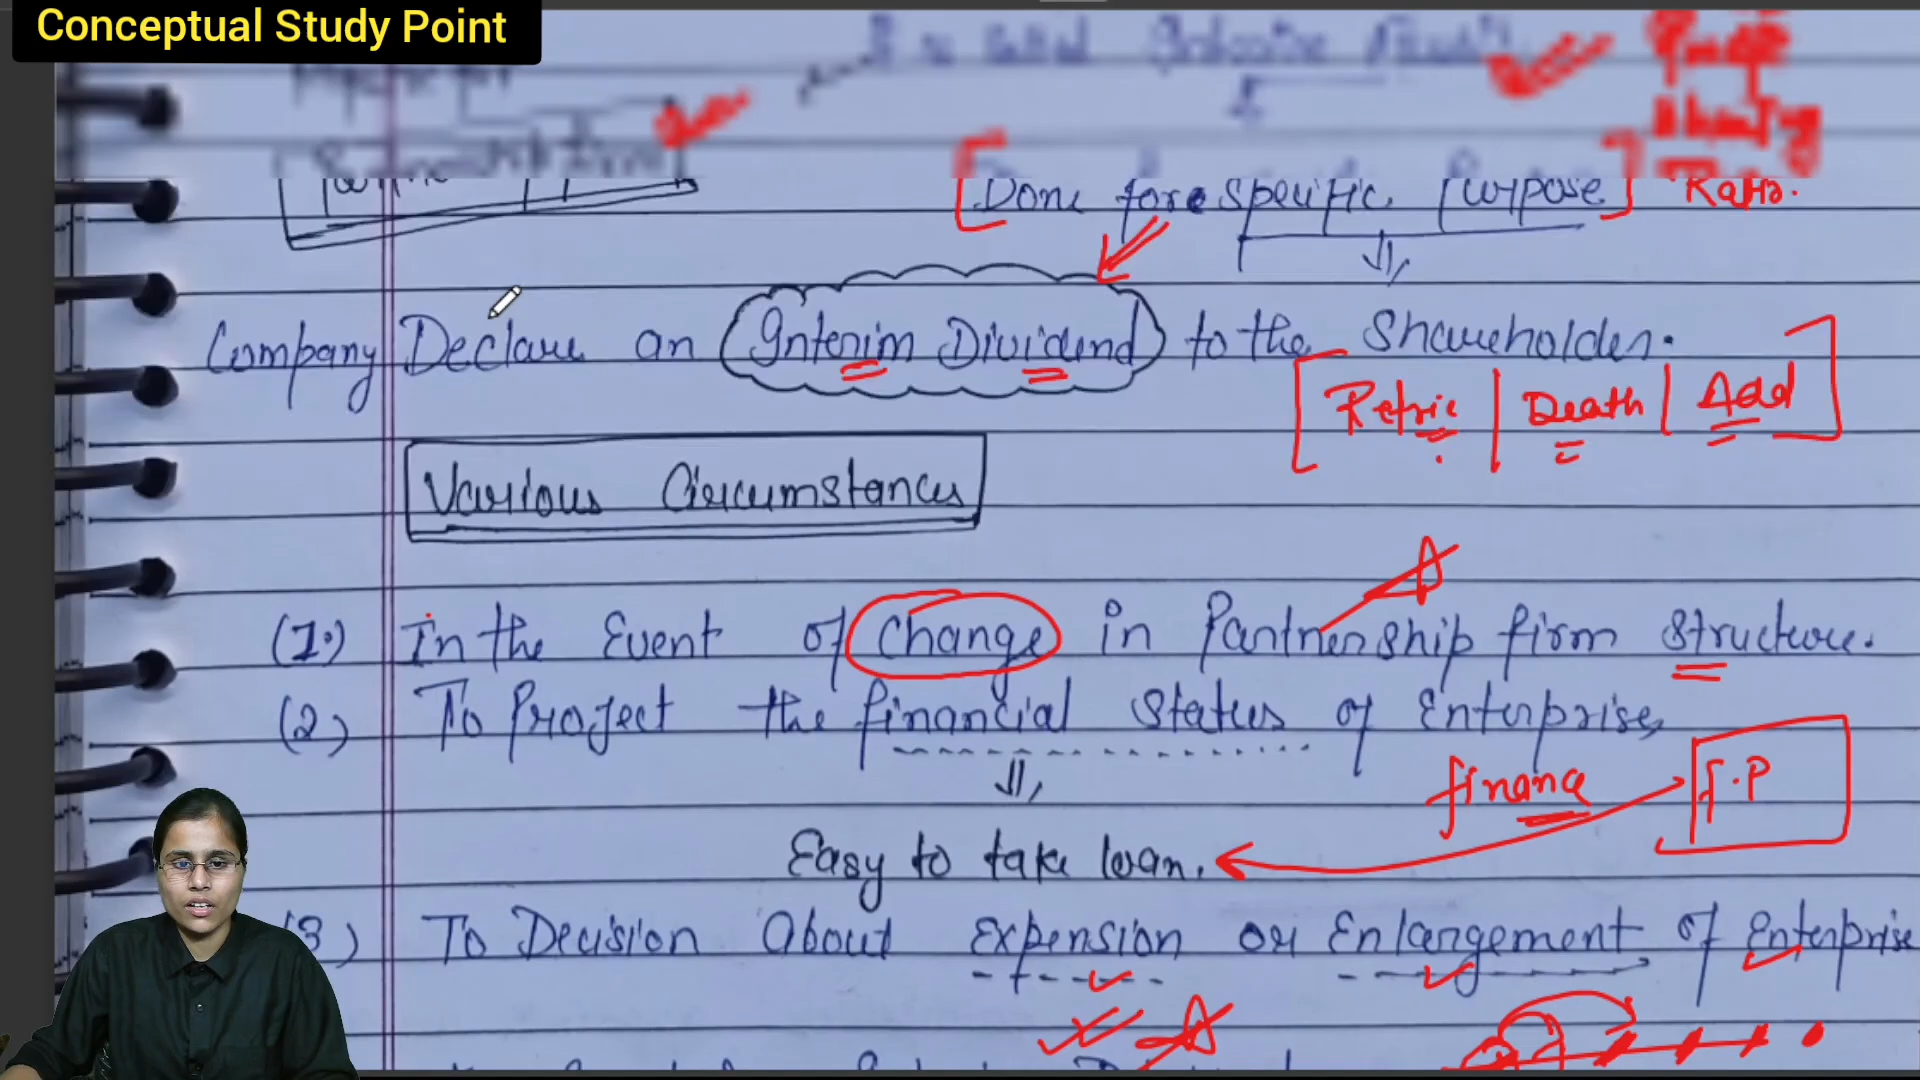 Conceptual Study Point
[Done for specific Purpose] Ratio.
Company Declare an Interim Dividend to the Shareholder.
Retrie | Death | Add
Various Circumstances
(1.) In the Event of Change in Partnership firm Structure.
(2) To Project the financial Status of Enterprise
finance F.P
Easy to take loan.
(3) To Decision About Expension or Enlargement of Enterprise